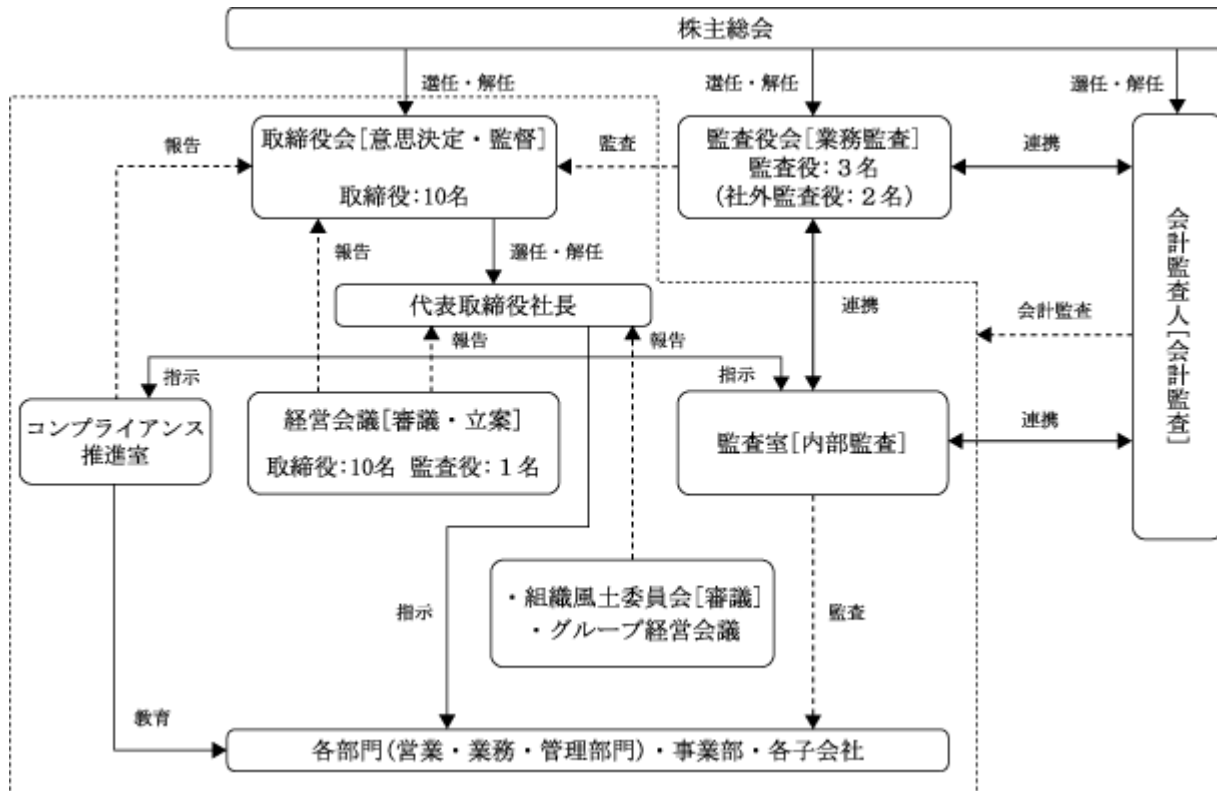 株主総会
選任・解任
選任・解任
選任・解任
取締役会[意思決定・監督]
取締役:10名
監査役会[業務監査]
監査役:3名
(社外監査役:2名)
報告
監査
連携
会計監査人[会計監査]
報告
選任・解任
代表取締役社長
連携
会計監査
報告
報告
指示
指示
コンプライアンス
推進室
経営会議[審議・立案]
取締役:10名 監査役:1名
監査室[内部監査]
連携
・組織風土委員会[審議]
・グループ経営会議
指示
監査
教育
各部門(営業・業務・管理部門)・事業部・各子会社